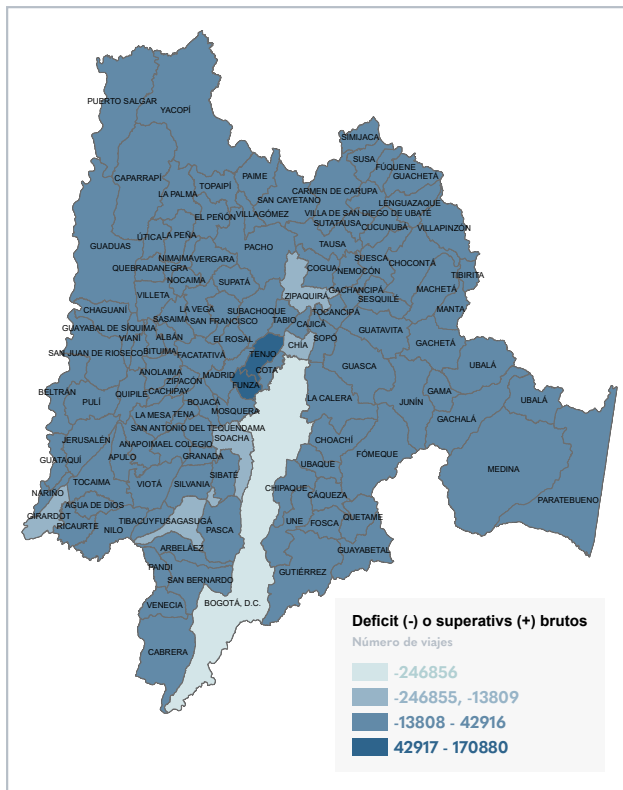 PUERTO SALGAR
YACOPÍ
SIMIJACA
SUSA
FÚQUENE
GUACHETÁ
CAPARRAPÍ
PAIME
TOPAIPÍ
LA PALMA
CARMEN DE CARUPA
SAN CAYETANO
LENGUAZAQUE
EL PEÑÓN
VILLAGÓMEZ
VILLA DE SAN DIEGO DE UBATÉ
SUTATAUSA
CUCUNUBÁ
VILLAPINZÓN
ÚTICA
LA PEÑA
GUADUAS
PACHO
TAUSA
NIMAIMA
VERGARA
SUESCA
CHOCONTÁ
QUEBRADANEGRA
COGUA
NEMOCÓN
TIBIRITA
NOCAIMA
SUPATÁ
MACHETÁ
VILLETA
ZIPAQUIRÁ
GACHANCIPÁ
SESQUILÉ
CHAGUANÍ
LA VEGA
SUBACHOQUE
TOCANCIPÁ
MANTA
SASAIMA
SAN FRANCISCO
TABIO
CAJICÁ
GUAYABAL DE SÍQUIMA
GUATAVITA
VIANÍ
ALBÁN
EL ROSAL
CHÍA
SOPÓ
GACHETÁ
SAN JUAN DE RIOSECO
BITUIMA
FACATATIVÁ
TENJO
UBALÁ
ANOLAIMA
MADRID
COTA
GUASCA
ZIPACÓN
FUNZA
BELTRÁN
QUIPILE
CACHIPAY
GAMA
UBALÁ
PULÍ
BOJACÁ
LA CALERA
JUNÍN
MOSQUERA
GACHALÁ
LA MESA
TENA
SAN ANTONIO DEL TEQUENDAMA
SOACHA
JERUSALÉN
ANAPOIMA
EL COLEGIO
CHOACHÍ
GUATAQUÍ
APULO
GRANADA
FÓMEQUE
UBAQUE
MEDINA
TOCAIMA
VIOTÁ
SILVANIA
SIBATÉ
CHIPAQUE
NARIÑO
CÁQUEZA
PARATEBUENO
AGUA DE DIOS
GIRARDOT
TIBACUY
FUSAGASUGÁ
UNE
FOSCA
QUETAME
RICAURTE
NILO
PASCA
ARBELÁEZ
GUAYABETAL
PANDI
GUTIÉRREZ
SAN BERNARDO
VENECIA
BOGOTÁ, D.C.
CABRERA
Deficit (-) o superativs (+) brutos
Número de viajes
-246856
-246855, -13809
-13808 - 42916
42917 - 170880